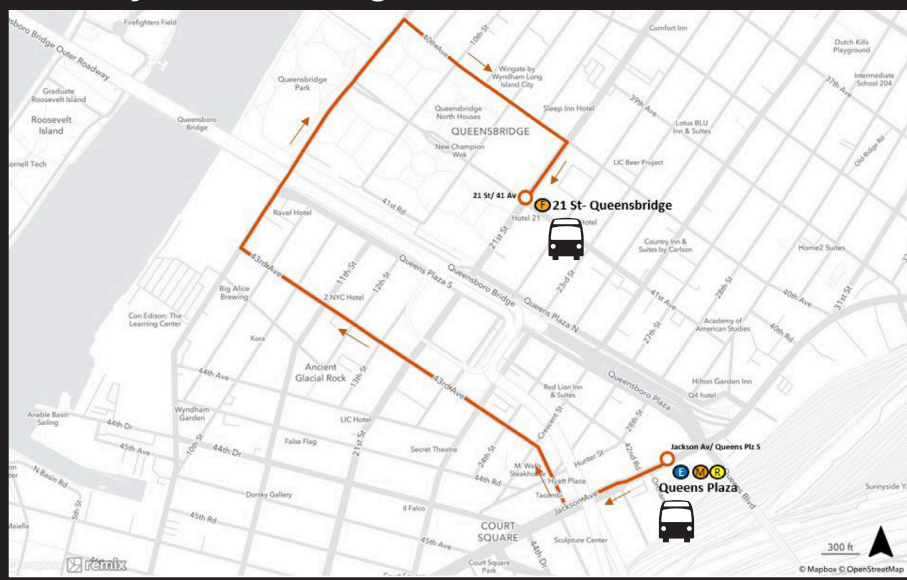 Firefighters Field
Queensboro Bridge Outer Roadway
Graduate
Roosevelt Island
Roosevelt
Island
Queensboro
Bridge
Queensbridge
Park
40th Ave
10th St
Comfort Inn
Dutch Kills
Playground
Intermediate
School 204
37th Ave
Wingate by
Wyndham Long
Island City
39th Ave
Sleep Inn Hotel
Lotus BLU
Inn & Suites
Old Ridge Rd
Queensbridge
North Houses
QUEENSBRIDGE
New Champion
Wok
LIC Beer Project
21 St/ 41 Av
F 21 St- Queensbridge
Hotel 21
Hotel
41st Rd
Ravel Hotel
21st St
23rd St
Country Inn &
Suites by Carlson
Home2 Suites
43rd Ave
11th St
12th St
Queens Plaza S
Queensboro Bridge
Queens Plaza N
41st Ave
28th St
40th Ave
31st St
40th Rd
27th St
Academy of
American Studies
Big Alice
Brewing
Z NYC Hotel
Con Edison: The
Learning Center
Kora
Ancient
Glacial Rock
13th St
43rd Ave
44th Ave
Red Lion Inn
& Suites
Queensboro Plaza
Hilton Garden Inn
Q4 hotel
Crescent St
28th St
Anable Basin
Sailing
Wyndham
Garden
LIC Hotel
21st St
44th Dr
45th Ave
10th St
44th Dr
False Flag
Secret Theatre
24th St
44th Rd
M. Wells
Steakhouse
Hyatt Place
Tacombi
Hunter St
42nd Rd
Jackson Av/ Queens Plz S
E M R
Queens Plaza
Queens Blvd
N Basin Rd
5th St
Dorsky Gallery
45th Rd
Il Falco
45th Ave
Jackson Ave
COURT
SQUARE
44th Dr
Sculpture Center
Court Square
Park
Sunnyside Ya
300 ft
remix
© Mapbox © OpenStreetMap